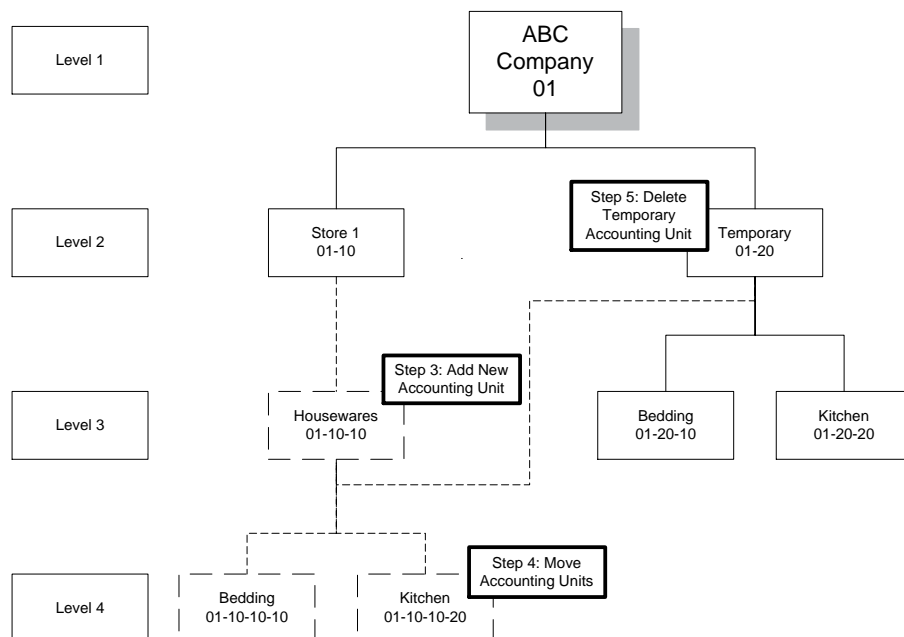 Level 1
ABC
Company
01
Level 2
Store 1
01-10
Step 5: Delete
Temporary
Accounting Unit
Temporary
01-20
Level 3
Step 3: Add New
Accounting Unit
Housewares
01-10-10
Bedding
01-20-10
Kitchen
01-20-20
Level 4
Bedding
01-10-10-10
Kitchen
01-10-10-20
Step 4: Move
Accounting Units